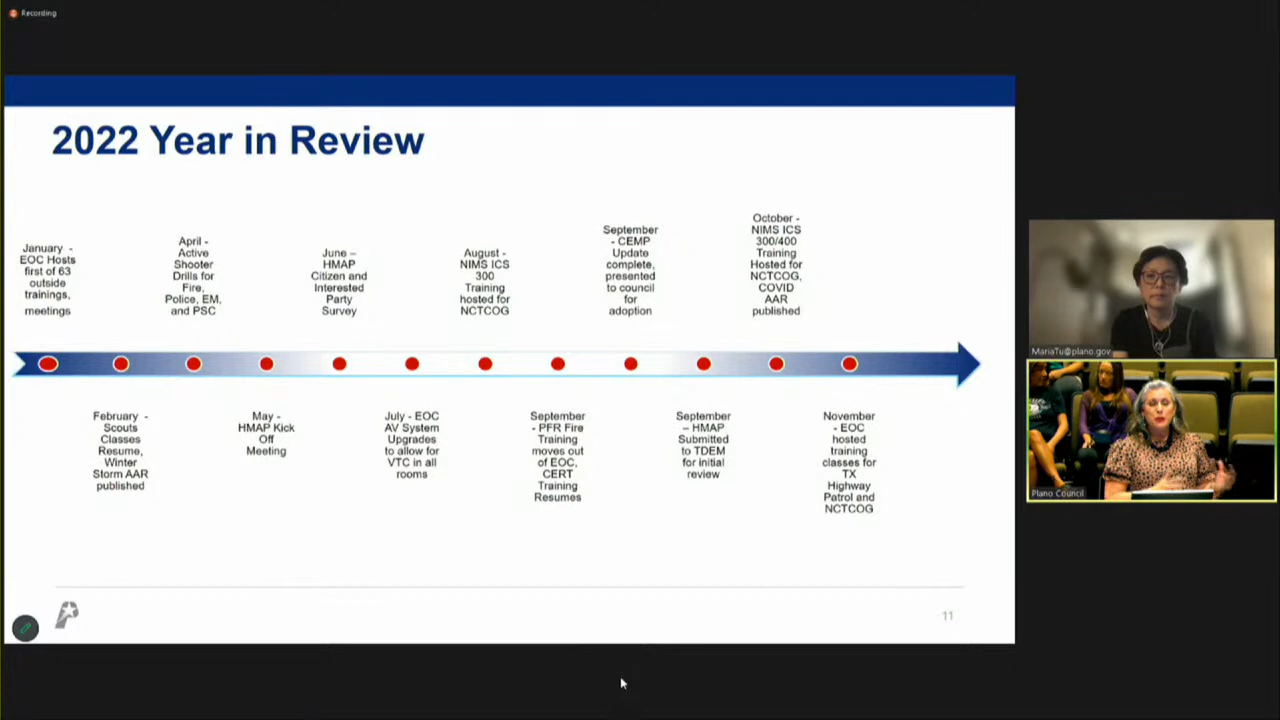 Recording
2022 Year in Review
January -
EOC Hosts
first of 63
outside
trainings,
meetings
February -
Scouts
Classes
Resume,
Winter
Storm AAR
published
April -
Active
Shooter
Drills for
Fire,
Police, EM,
and PSC
May -
HMAP Kick
Off
Meeting
June –
HMAP
Citizen and
Interested
Party
Survey
July - EOC
AV System
Upgrades
to allow for
VTC in all
rooms
August -
NIMS ICS
300
Training
hosted for
NCTCOG
September
- PFR Fire
Training
moves out
of EOC,
CERT
Training
Resumes
September
- CEMP
Update
complete,
presented
to council
for
adoption
September
– HMAP
Submitted
to TDEM
for initial
review
October -
NIMS ICS
300/400
Training
Hosted for
NCTCOG,
COVID
AAR
published
November
- EOC
hosted
training
classes for
TX
Highway
Patrol and
NCTCOG
11
MariaTu@plano.gov
Plano Council